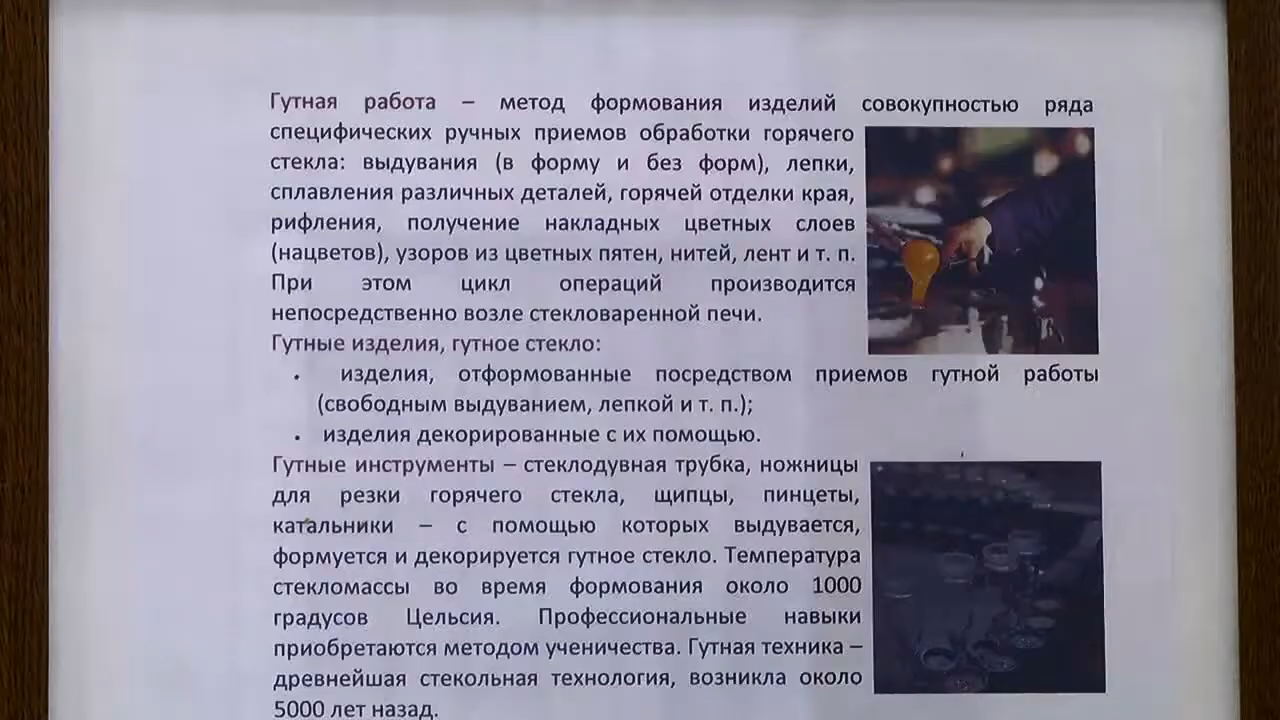 Гутная работа – метод формования изделий совокупностью ряда
специфических ручных приемов обработки горячего
стекла: выдувания (в форму и без форм), лепки,
сплавления различных деталей, горячей отделки края,
рифления, получение накладных цветных слоев
(нацветов), узоров из цветных пятен, нитей, лент и т. п.
При этом цикл операций производится
непосредственно возле стекловаренной печи.
Гутные изделия, гутное стекло:
• изделия, отформованные посредством приемов гутной работы
(свободным выдуванием, лепкой и т. п.);
• изделия декорированные с их помощью.
Гутные инструменты – стеклодувная трубка, ножницы
для резки горячего стекла, щипцы, пинцеты,
катальники – с помощью которых выдувается,
формуется и декорируется гутное стекло. Температура
стекломассы во время формования около 1000
градусов Цельсия. Профессиональные навыки
приобретаются методом ученичества. Гутная техника –
древнейшая стекольная технология, возникла около
5000 лет назад.